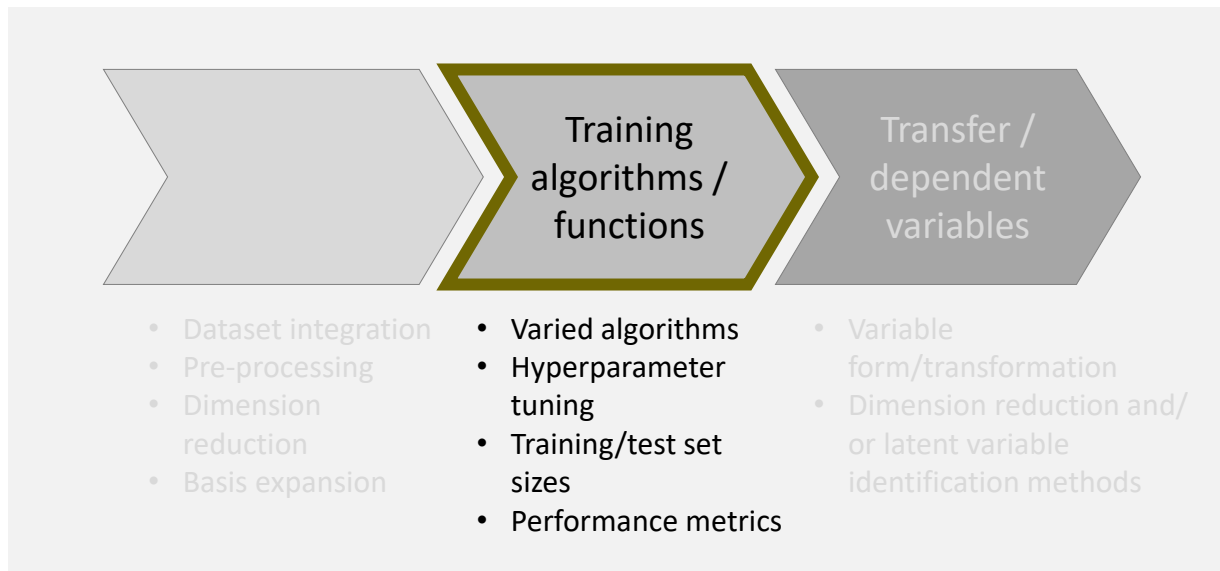 Training
algorithms /
functions
Transfer /
dependent
variables
• Dataset integration
• Pre-processing
• Dimension
reduction
• Basis expansion
• Varied algorithms
• Hyperparameter
tuning
• Training/test set
sizes
• Performance metrics
• Variable
form/transformation
• Dimension reduction and/
or latent variable
identification methods